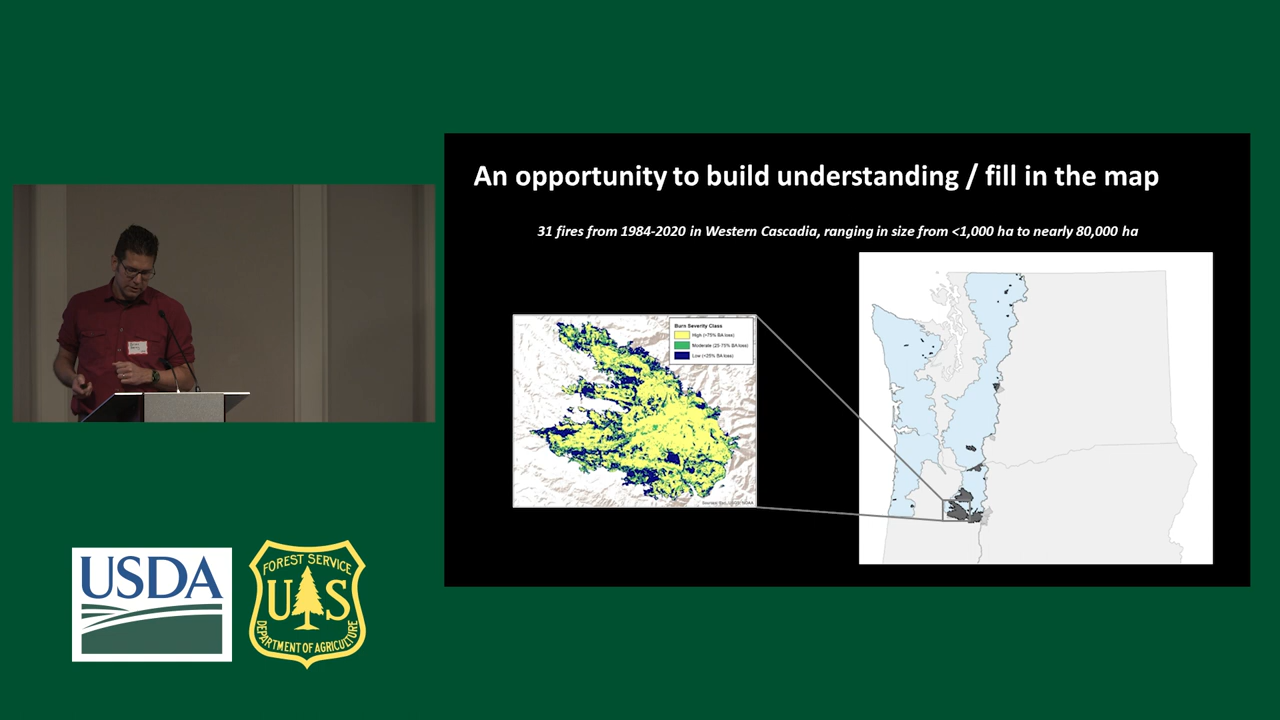 An opportunity to build understanding / fill in the map
31 fires from 1984-2020 in Western Cascadia, ranging in size from <1,000 ha to nearly 80,000 ha
Burn Severity Class
High (>75% BA loss)
Moderate (25-75% BA loss)
Low (<25% BA loss)
USDA
FOREST SERVICE
U S
DEPARTMENT OF AGRICULTURE